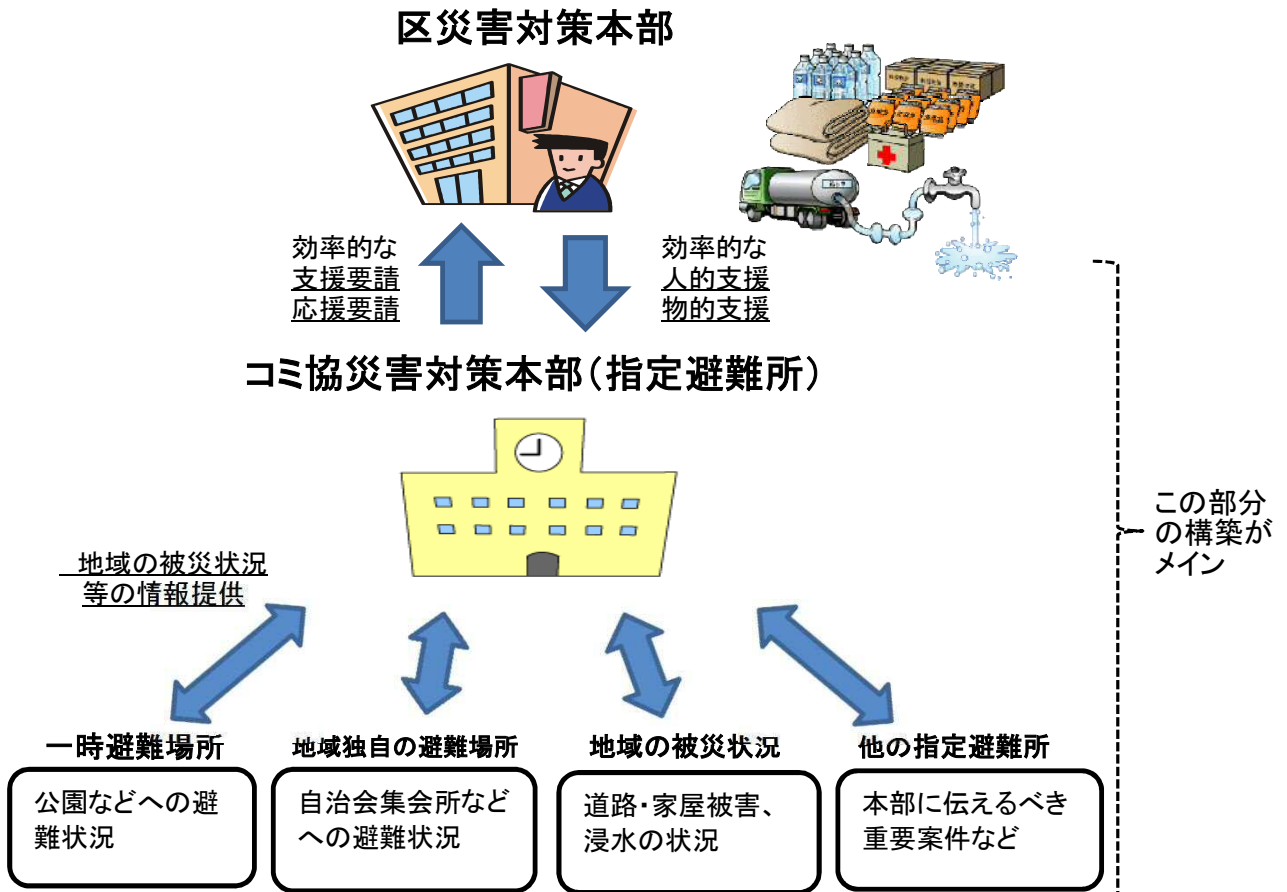 区災害対策本部
効率的な
支援要請
応援要請
効率的な
人的支援
物的支援
コミ協災害対策本部(指定避難所)
この部分
の構築が
メイン
地域の被災状況
等の情報提供
一時避難場所
公園などへの避
難状況
地域独自の避難場所
自治会集会所など
への避難状況
地域の被災状況
道路・家屋被害、
浸水の状況
他の指定避難所
本部に伝えるべき
重要案件など